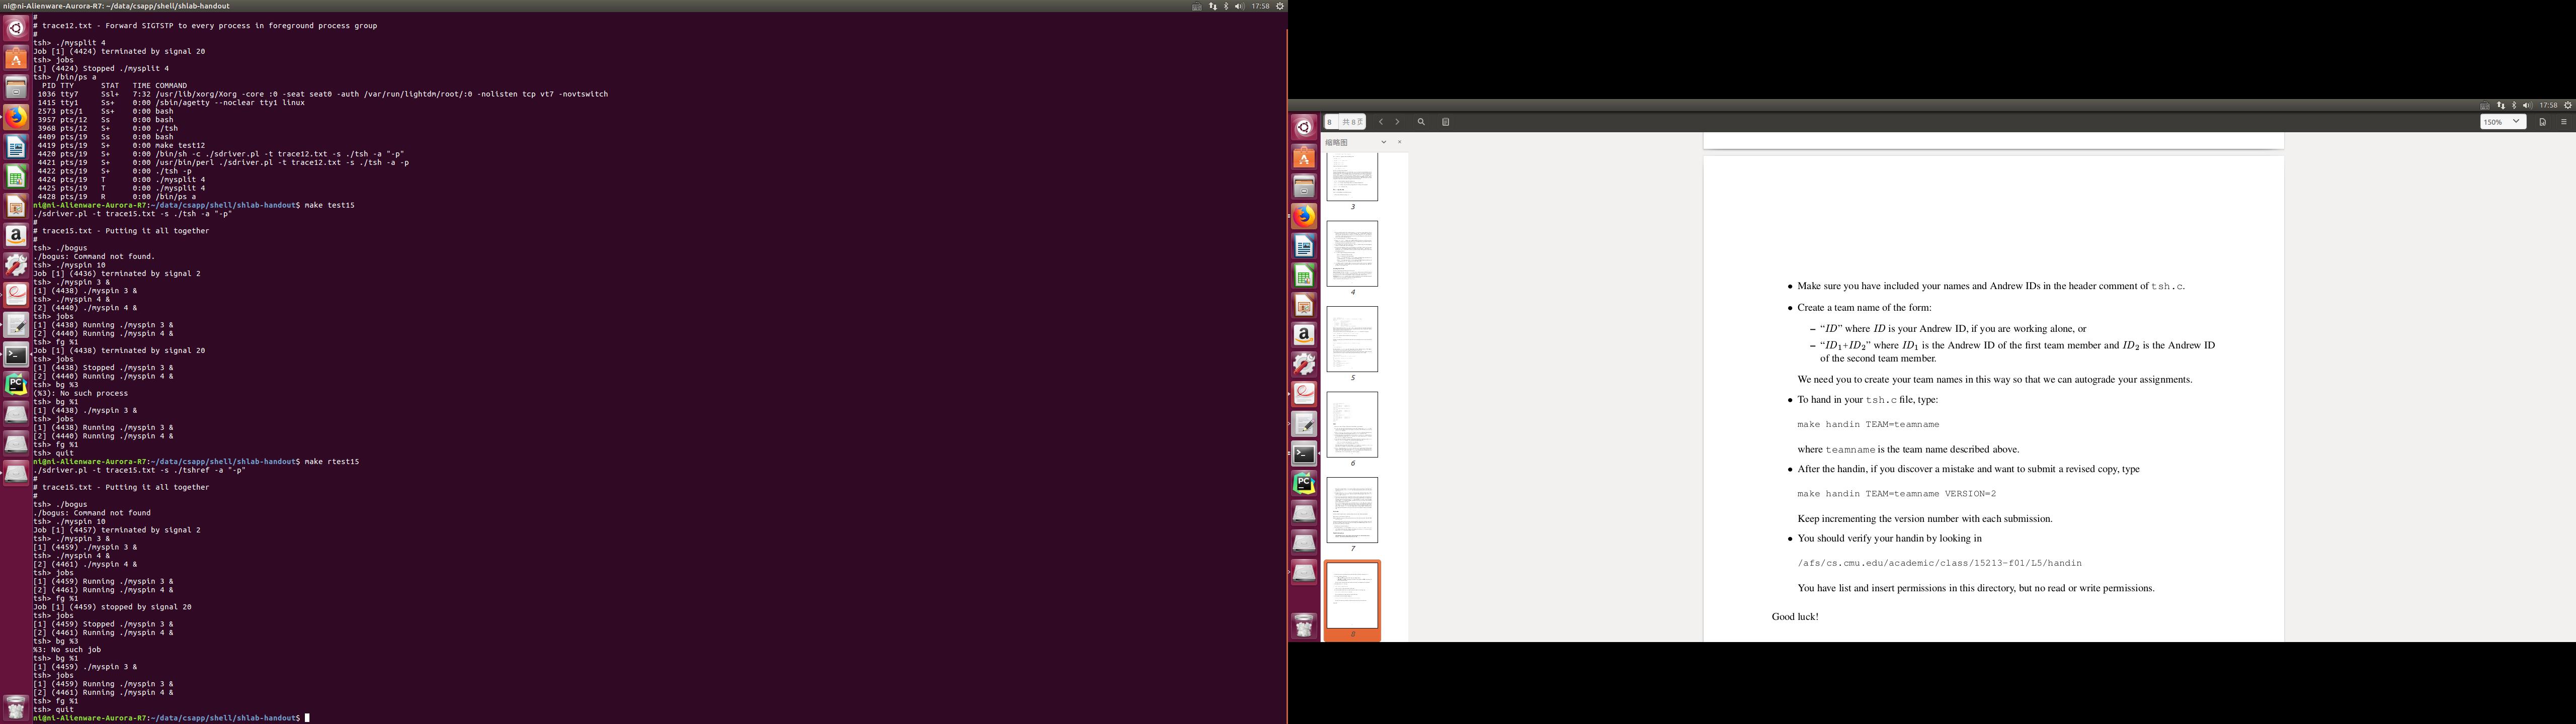 ni@ni-Alienware-Aurora-R7: ~/data/csapp/shell/shlab-handout
17:58
#
# trace12.txt - Forward SIGTSTP to every process in foreground process group
#
tsh> ./mysplit 4
Job [1] (4424) terminated by signal 20
tsh> jobs
[1] (4424) Stopped ./mysplit 4
tsh> /bin/ps a
PID TTY      STAT   TIME COMMAND
1036 tty7     Ssl+   7:32 /usr/lib/xorg/Xorg -core :0 -seat seat0 -auth /var/run/lightdm/root/:0 -nolisten tcp vt7 -novtswitch
1415 tty1     Ss+    0:00 /sbin/agetty --noclear tty1 linux
2573 pts/1    Ss+    0:00 bash
3957 pts/12   Ss     0:00 bash
3968 pts/12   S+     0:00 ./tsh
4409 pts/19   Ss     0:00 bash
4419 pts/19   S+     0:00 make test12
4420 pts/19   S+     0:00 /bin/sh -c ./sdriver.pl -t trace12.txt -s ./tsh -a "-p"
4421 pts/19   S+     0:00 /usr/bin/perl ./sdriver.pl -t trace12.txt -s ./tsh -a -p
4422 pts/19   S+     0:00 ./tsh -p
4424 pts/19   T      0:00 ./mysplit 4
4425 pts/19   T      0:00 ./mysplit 4
4428 pts/19   R      0:00 /bin/ps a
ni@ni-Alienware-Aurora-R7:~/data/csapp/shell/shlab-handout$ make test15
./sdriver.pl -t trace15.txt -s ./tsh -a "-p"
#
# trace15.txt - Putting it all together
#
tsh> ./bogus
./bogus: Command not found.
tsh> ./myspin 10
Job [1] (4436) terminated by signal 2
tsh> ./myspin 3 &
[1] (4438) ./myspin 3 &
tsh> ./myspin 4 &
[2] (4440) ./myspin 4 &
tsh> jobs
[1] (4438) Running ./myspin 3 &
[2] (4440) Running ./myspin 4 &
tsh> fg %1
Job [1] (4438) terminated by signal 20
tsh> jobs
[1] (4438) Stopped ./myspin 3 &
[2] (4440) Running ./myspin 4 &
tsh> bg %3
(%3): No such process
tsh> bg %1
[1] (4438) ./myspin 3 &
tsh> jobs
[1] (4438) Running ./myspin 3 &
[2] (4440) Running ./myspin 4 &
tsh> fg %1
tsh> quit
ni@ni-Alienware-Aurora-R7:~/data/csapp/shell/shlab-handout$ make rtest15
./sdriver.pl -t trace15.txt -s ./tshref -a "-p"
#
# trace15.txt - Putting it all together
#
tsh> ./bogus
./bogus: Command not found
tsh> ./myspin 10
Job [1] (4457) terminated by signal 2
tsh> ./myspin 3 &
[1] (4459) ./myspin 3 &
tsh> ./myspin 4 &
[2] (4461) ./myspin 4 &
tsh> jobs
[1] (4459) Running ./myspin 3 &
[2] (4461) Running ./myspin 4 &
tsh> fg %1
Job [1] (4459) stopped by signal 20
tsh> jobs
[1] (4459) Stopped ./myspin 3 &
[2] (4461) Running ./myspin 4 &
tsh> bg %3
%3: No such job
tsh> bg %1
[1] (4459) ./myspin 3 &
tsh> jobs
[1] (4459) Running ./myspin 3 &
[2] (4461) Running ./myspin 4 &
tsh> fg %1
tsh> quit
ni@ni-Alienware-Aurora-R7:~/data/csapp/shell/shlab-handout$
17:58
8 共 8 页
150%
缩略图
3
4
5
6
7
8
• Make sure you have included your names and Andrew IDs in the header comment of tsh.c.
• Create a team name of the form:
– “ID” where ID is your Andrew ID, if you are working alone, or
– “ID1+ID2” where ID1 is the Andrew ID of the first team member and ID2 is the Andrew ID
of the second team member.
We need you to create your team names in this way so that we can autograde your assignments.
• To hand in your tsh.c file, type:
make handin TEAM=teamname
where teamname is the team name described above.
• After the handin, if you discover a mistake and want to submit a revised copy, type
make handin TEAM=teamname VERSION=2
Keep incrementing the version number with each submission.
• You should verify your handin by looking in
/afs/cs.cmu.edu/academic/class/15213-f01/L5/handin
You have list and insert permissions in this directory, but no read or write permissions.
Good luck!